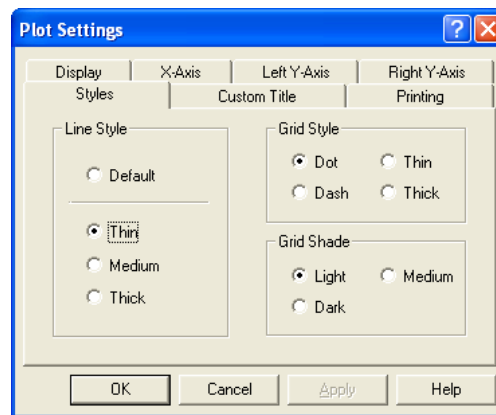 Plot Settings
Display X-Axis Left Y-Axis Right Y-Axis
Styles Custom Title Printing
Line Style
Default
Thin
Medium
Thick
Grid Style
Dot Thin
Dash Thick
Grid Shade
Light Medium
Dark
OK Cancel Apply Help